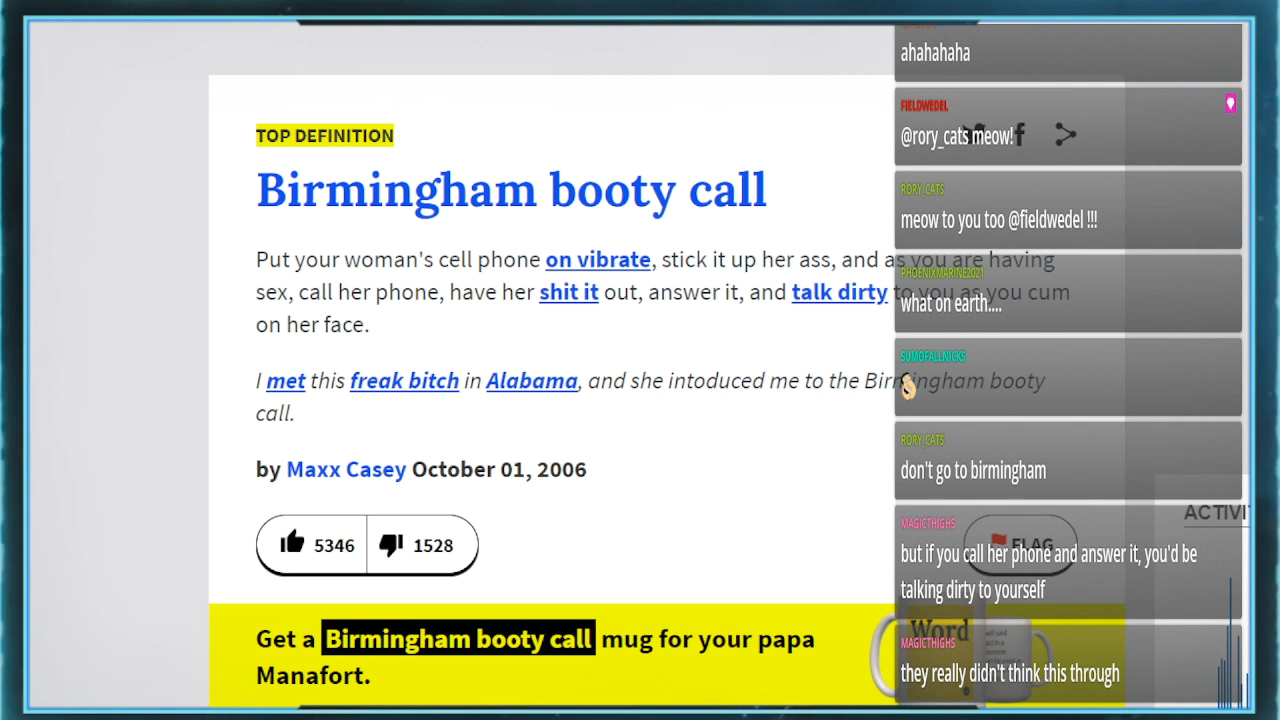 TOP DEFINITION
Birmingham booty call
Put your woman's cell phone on vibrate, stick it up her ass, and as you are having
sex, call her phone, have her shit it out, answer it, and talk dirty to you as you cum
on her face.
I met this freak bitch in Alabama, and she intoduced me to the Birmingham booty
call.
by Maxx Casey October 01, 2006
5346
1528
FLAG
Get a Birmingham booty call mug for your papa
Manafort.
Word
ahahahaha
FIELDWEDEL
@rory_cats meow!
RORY_CATS
meow to you too @fieldwedel !!!
PHOENIXMARINE2021
what on earth....
SUMOFALLNICKS
RORY_CATS
don't go to birmingham
MAGICTHIGHS
but if you call her phone and answer it, you'd be
talking dirty to yourself
MAGICTHIGHS
they really didn't think this through
ACTIVIT